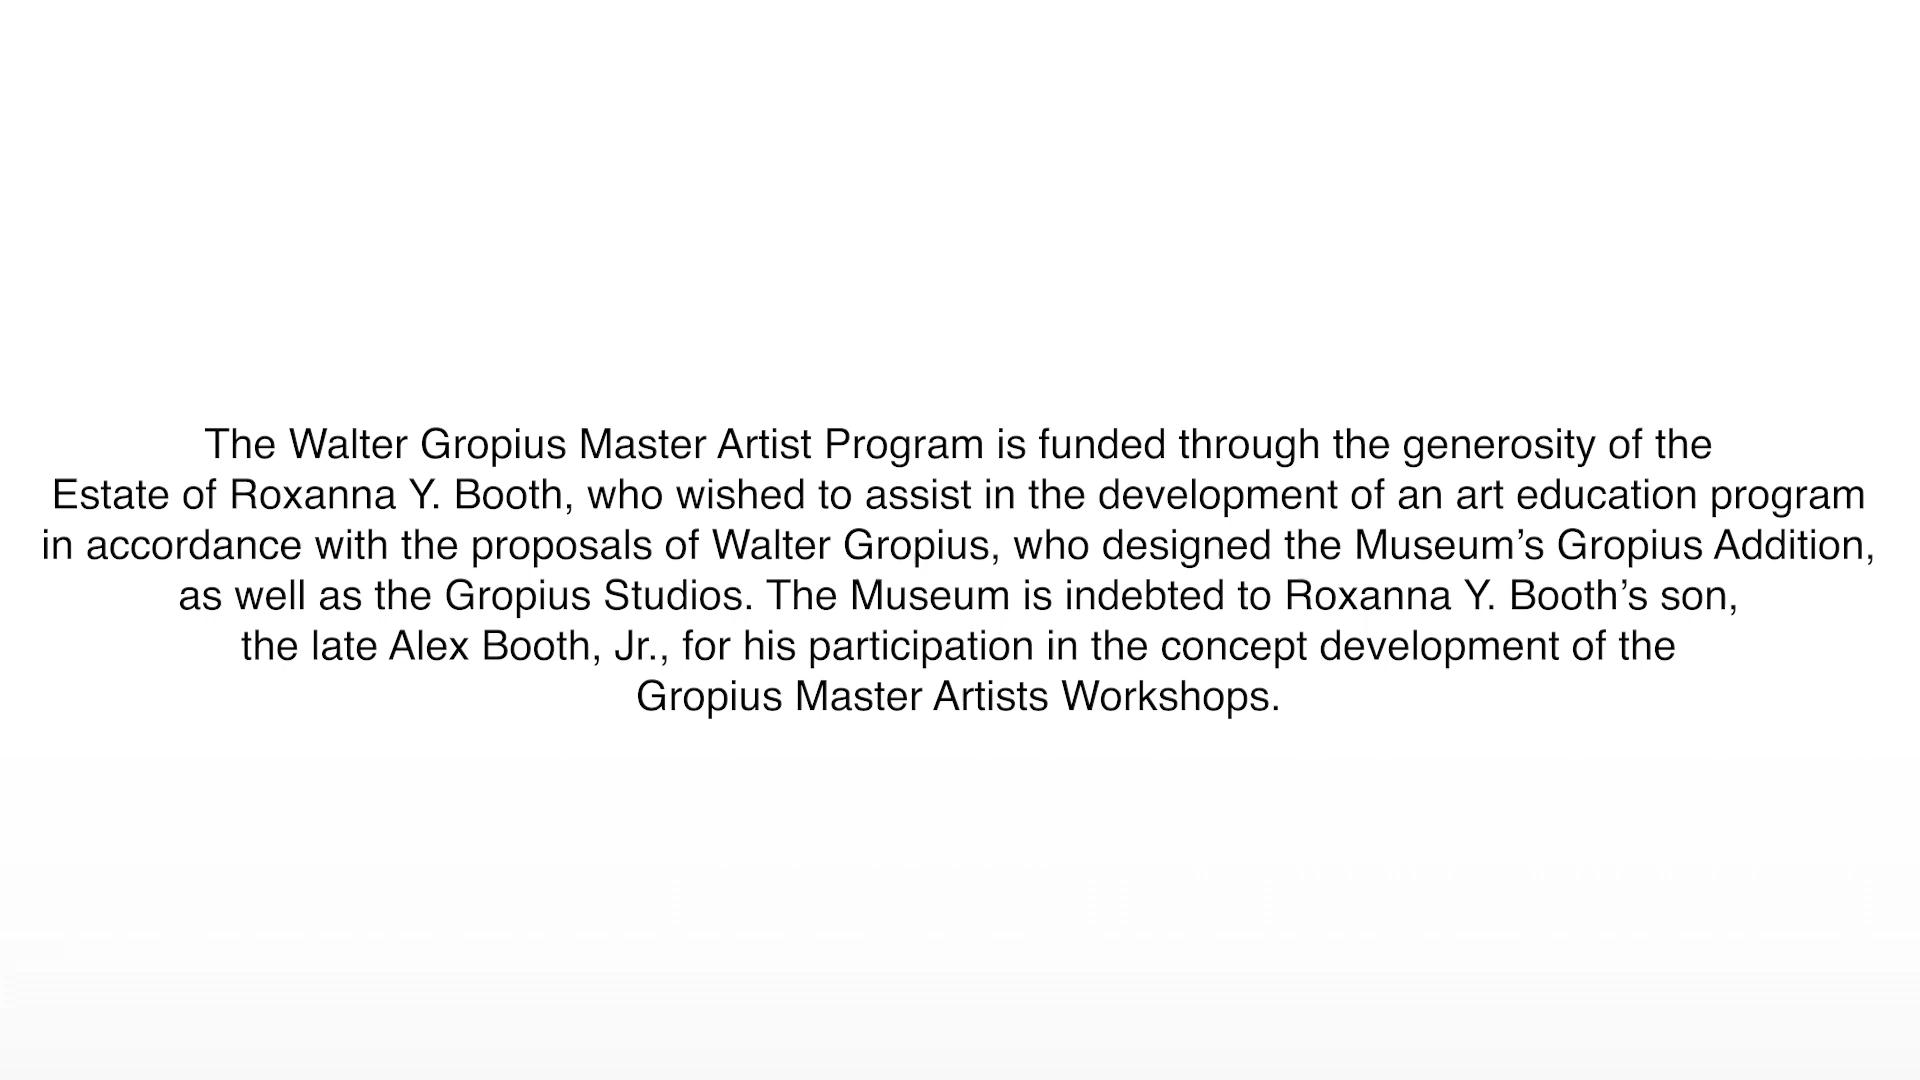 The Walter Gropius Master Artist Program is funded through the generosity of the
Estate of Roxanna Y. Booth, who wished to assist in the development of an art education program
in accordance with the proposals of Walter Gropius, who designed the Museum’s Gropius Addition,
as well as the Gropius Studios. The Museum is indebted to Roxanna Y. Booth’s son,
the late Alex Booth, Jr., for his participation in the concept development of the
Gropius Master Artists Workshops.